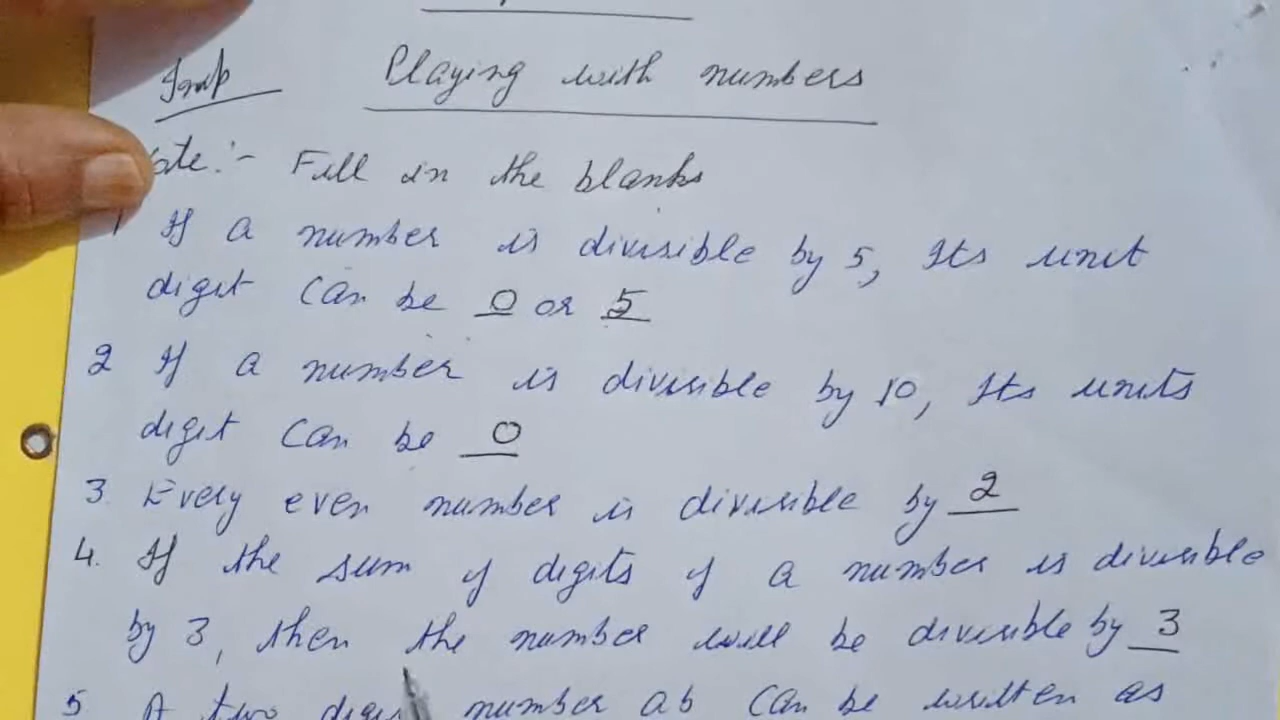 Imp Playing with numbers
ote:- Fill in the blanks
1 If a number is divisible by 5, Its unit
digit can be 0 or 5
2 If a number is divisible by 10, Its units
digit can be 0
3. Every even number is divisible by 2
4. If the sum of digits of a number is divisible
by 3, then the number will be divisible by 3
5 A two digit number ab can be written as